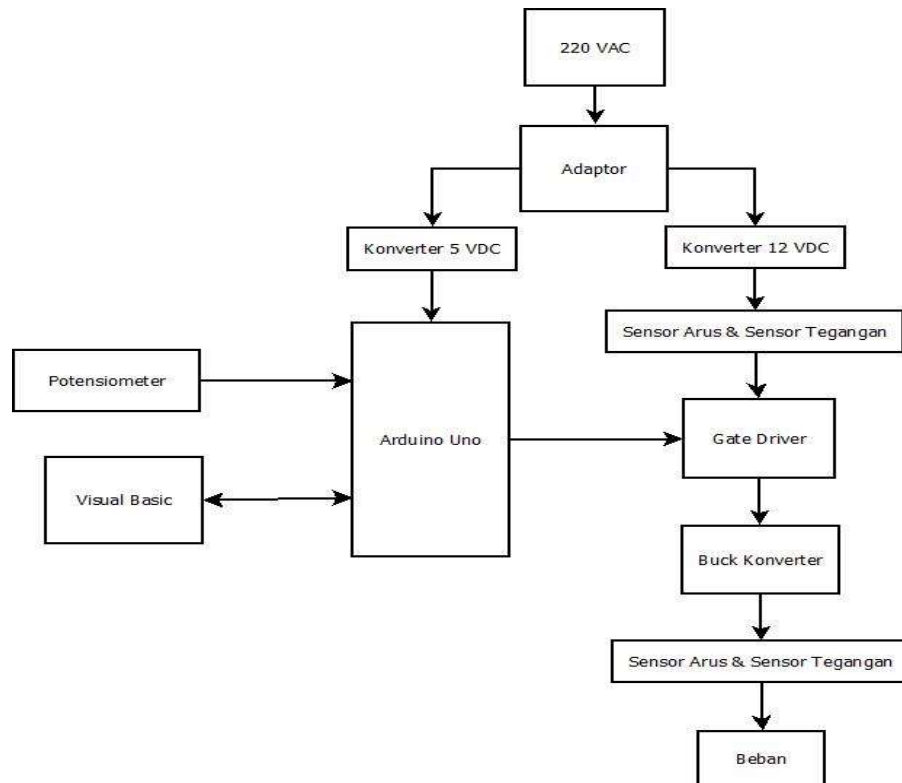 220 VAC
Adaptor
Konverter 5 VDC
Konverter 12 VDC
Sensor Arus & Sensor Tegangan
Potensiometer
Arduino Uno
Gate Driver
Visual Basic
Buck Konverter
Sensor Arus & Sensor Tegangan
Beban